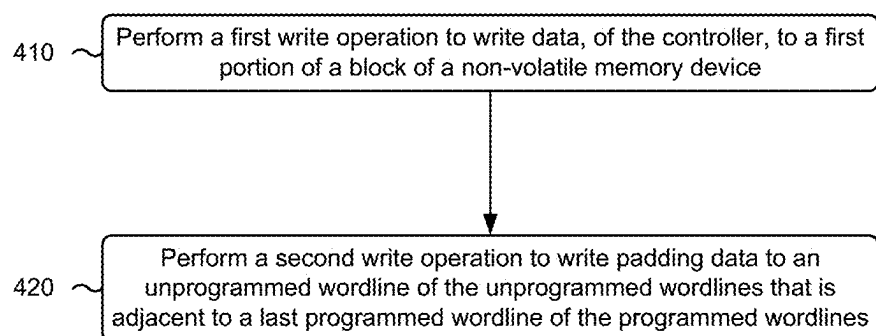 410
Perform a first write operation to write data, of the controller, to a first
portion of a block of a non-volatile memory device
420
Perform a second write operation to write padding data to an
unprogrammed wordline of the unprogrammed wordlines that is
adjacent to a last programmed wordline of the programmed wordlines